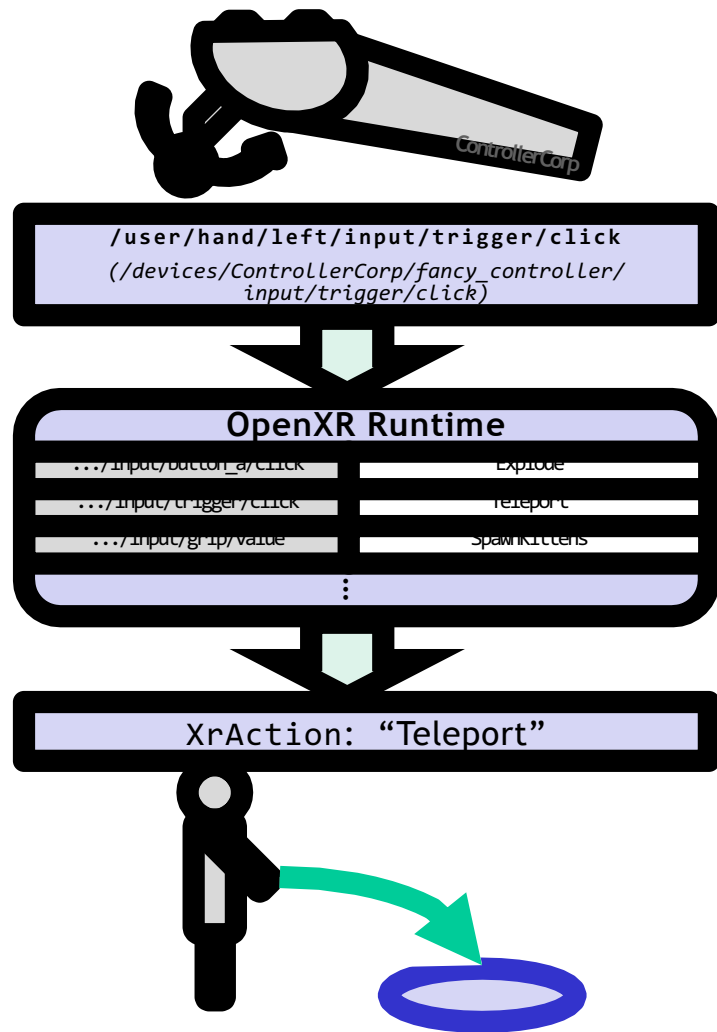 ControllerCorp
/user/hand/left/input/trigger/click
(/devices/ControllerCorp/fancy_controller/
input/trigger/click)
OpenXR Runtime
.../input/button_a/click Explode
.../input/trigger/click Teleport
.../input/grip/value SpawnKittens
⋮
XrAction: “Teleport”